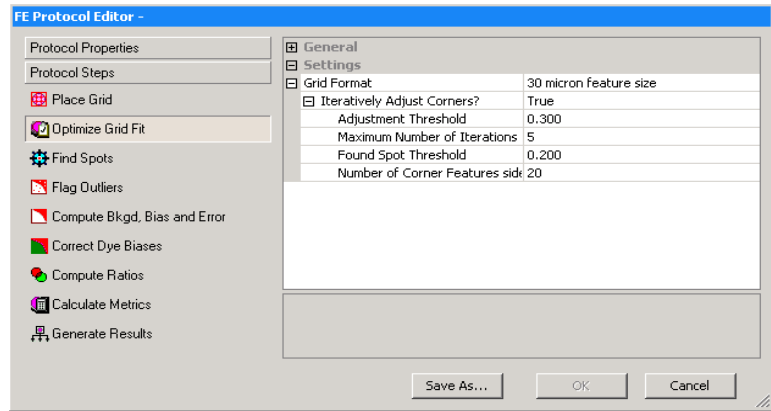 FE Protocol Editor -
Protocol Properties
Protocol Steps
Place Grid
Optimize Grid Fit
Find Spots
Flag Outliers
Compute Bkgd, Bias and Error
Correct Dye Biases
Compute Ratios
Calculate Metrics
Generate Results
General
Settings
Grid Format 30 micron feature size
Iteratively Adjust Corners? True
Adjustment Threshold 0.300
Maximum Number of Iterations 5
Found Spot Threshold 0.200
Number of Corner Features side 20
Save As... OK Cancel